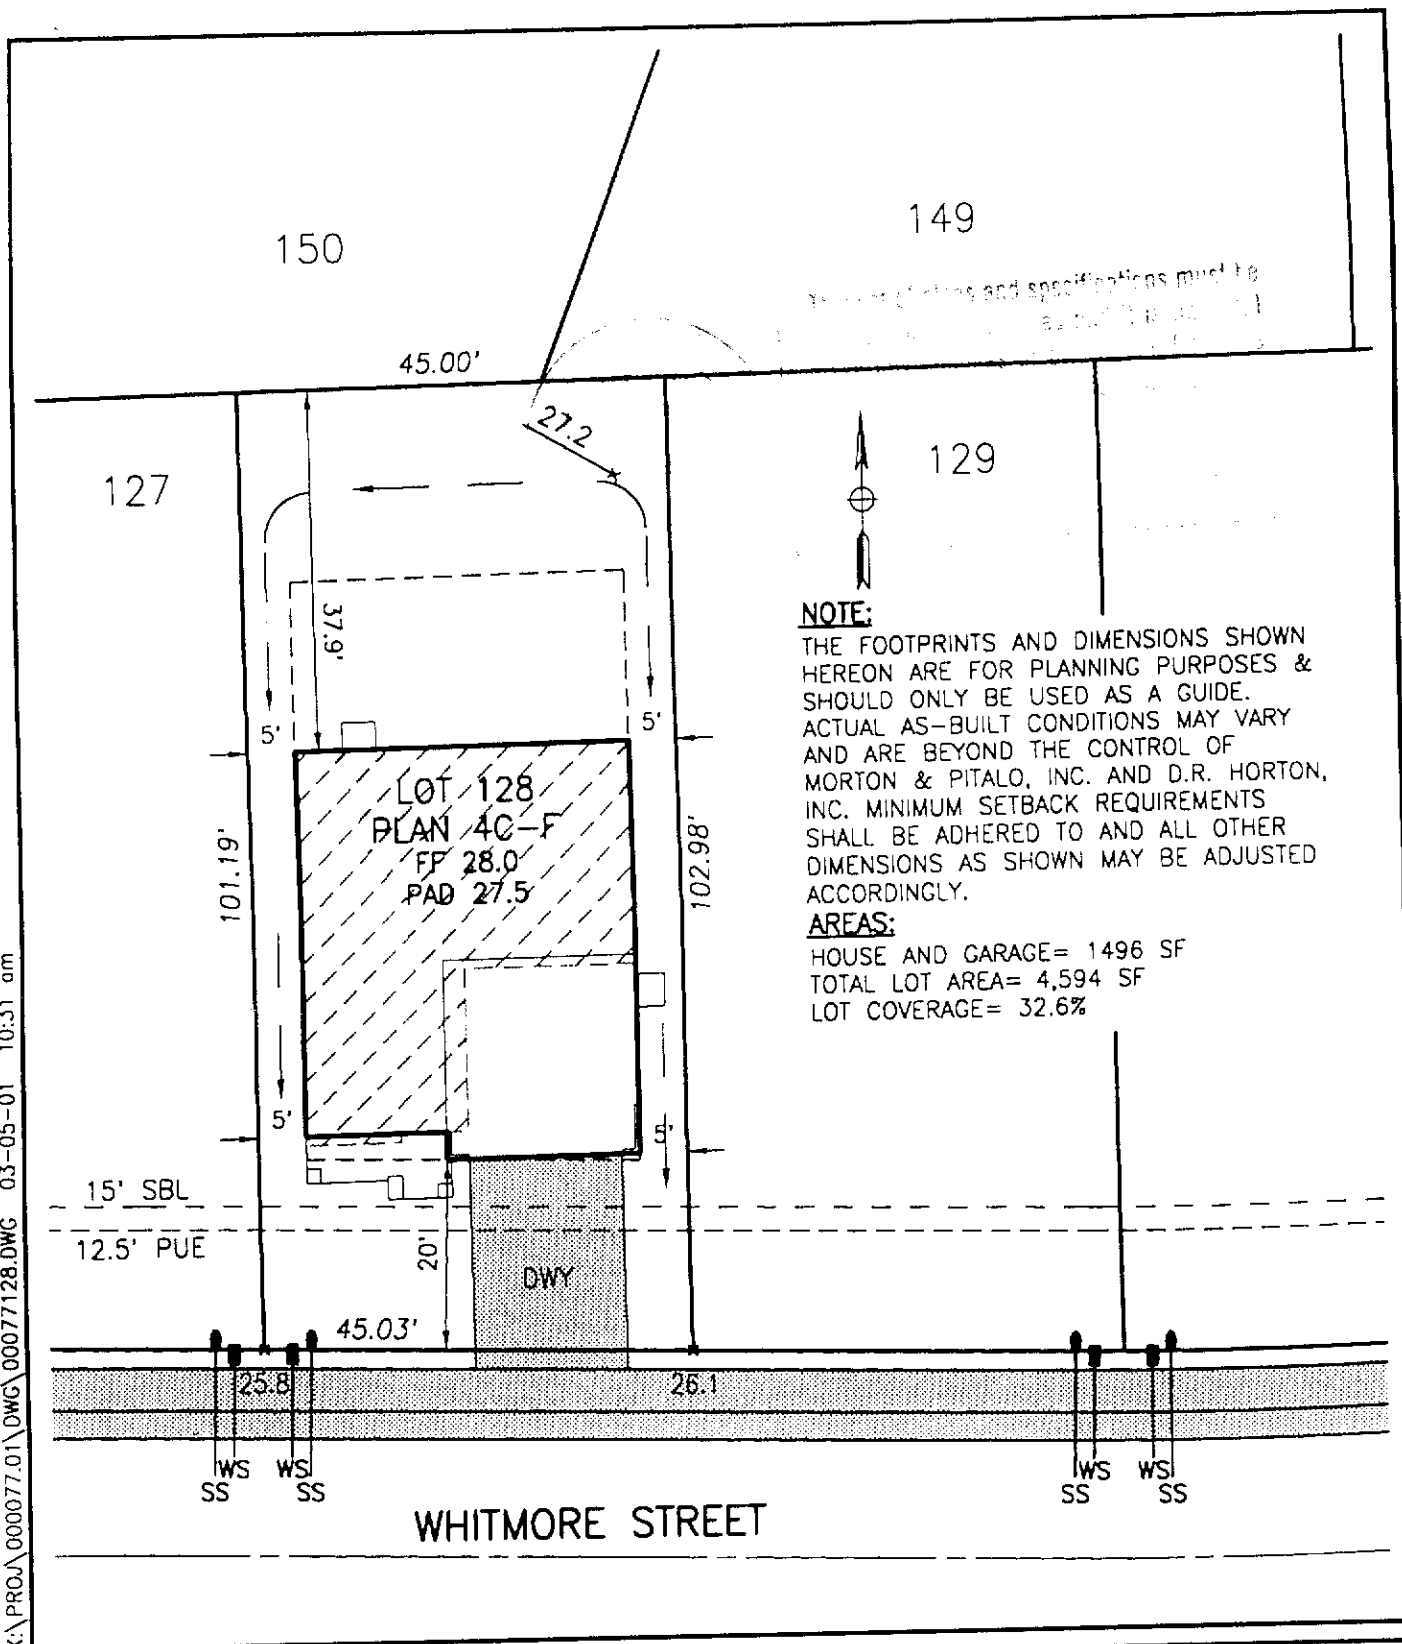 150
149
and specifications must be
45.00'
27.2
127
129
37.9'
5'
5'
NOTE:
THE FOOTPRINTS AND DIMENSIONS SHOWN
HEREON ARE FOR PLANNING PURPOSES &
SHOULD ONLY BE USED AS A GUIDE.
ACTUAL AS-BUILT CONDITIONS MAY VARY
AND ARE BEYOND THE CONTROL OF
MORTON & PITALO, INC. AND D.R. HORTON,
INC. MINIMUM SETBACK REQUIREMENTS
SHALL BE ADHERED TO AND ALL OTHER
DIMENSIONS AS SHOWN MAY BE ADJUSTED
ACCORDINGLY.
AREAS:
HOUSE AND GARAGE= 1496 SF
TOTAL LOT AREA= 4,594 SF
LOT COVERAGE= 32.6%
LOT 128
PLAN 4C-F
FF 28.0
PAD 27.5
101.19'
102.98'
5'
5'
15' SBL
12.5' PUE
20'
DWY
45.03'
25.8
26.1
WS
WS
WS
WS
SS
SS
SS
SS
WHITMORE STREET
C:\PROJ\000077.01\DWG\00077128.DWG 03-05-01 10:31 am